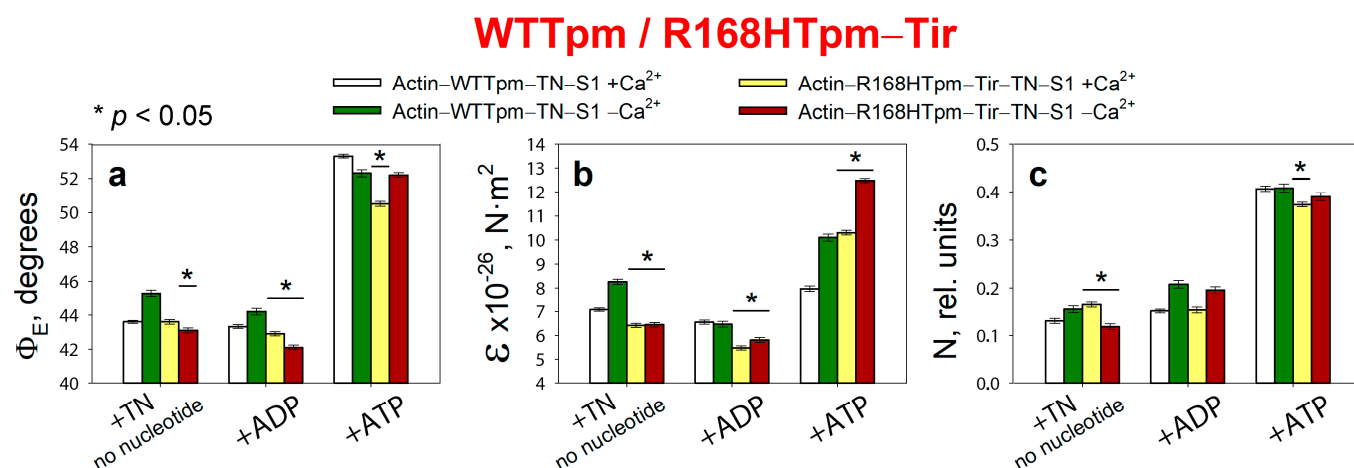 WTTpm / R168HTpm–Tir
Actin–WTTpm–TN–S1 +Ca2+
Actin–R168HTpm–Tir–TN–S1 +Ca2+
Actin–WTTpm–TN–S1 –Ca2+
Actin–R168HTpm–Tir–TN–S1 –Ca2+
* p < 0.05
a
ΦE, degrees
54
52
50
48
46
44
42
40
*
*
*
+TN
no nucleotide
+ADP
+ATP
b
ε x10-26, N·m2
14
13
12
11
10
9
8
7
6
5
4
*
*
*
+TN
no nucleotide
+ADP
+ATP
c
N, rel. units
0.5
0.4
0.3
0.2
0.1
0.0
*
*
+TN
no nucleotide
+ADP
+ATP